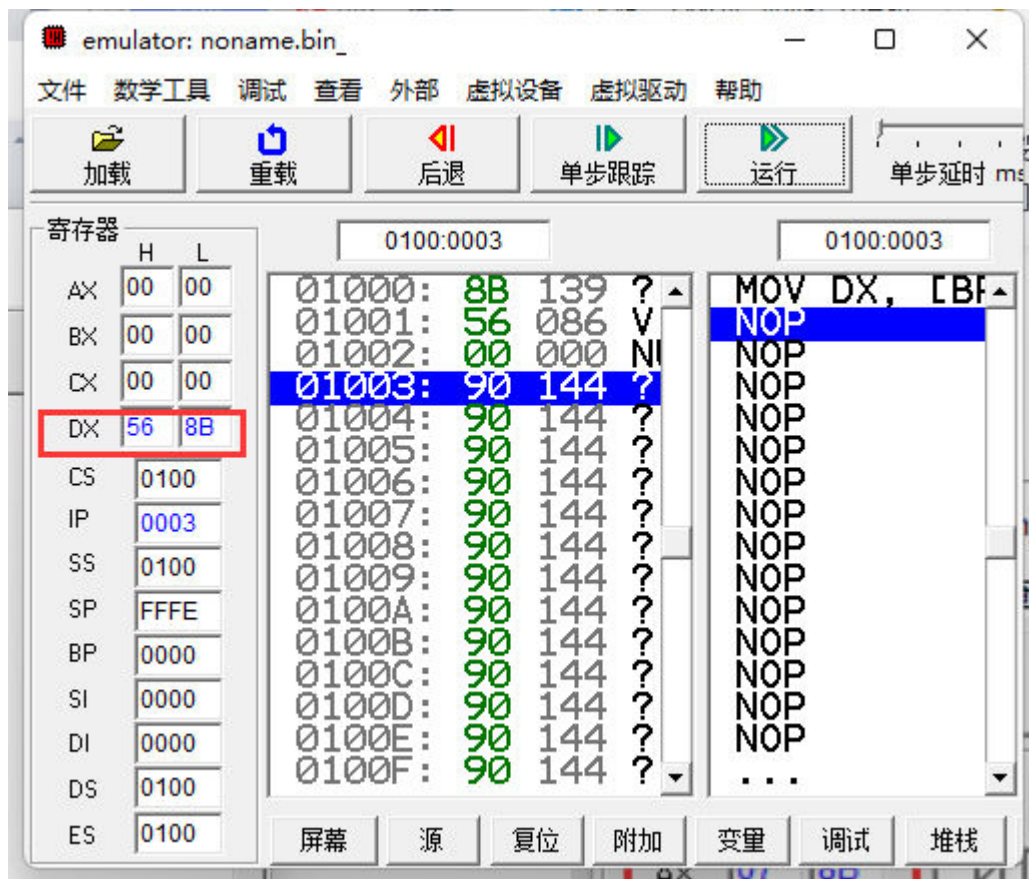 emulator: noname.bin_
文件 数学工具 调试 查看 外部 虚拟设备 虚拟驱动 帮助
加载 重载 后退 单步跟踪 运行 单步延时 ms
寄存器
H L
0100:0003 0100:0003
AX 00 00
BX 00 00
CX 00 00
DX 56 8B
CS 0100
IP 0003
SS 0100
SP FFFE
BP 0000
SI 0000
DI 0000
DS 0100
ES 0100
01000: 8B 139 ?
01001: 56 086 V
01002: 00 000
01003: 90 144 ?
01004: 90 144 ?
01005: 90 144 ?
01006: 90 144 ?
01007: 90 144 ?
01008: 90 144 ?
01009: 90 144 ?
0100A: 90 144 ?
0100B: 90 144 ?
0100C: 90 144 ?
0100D: 90 144 ?
0100E: 90 144 ?
0100F: 90 144 ?
MOV DX, [BP
NOP
NOP
NOP
NOP
NOP
NOP
NOP
NOP
NOP
NOP
NOP
NOP
NOP
NOP
...
屏幕 源 复位 附加 变量 调试 堆栈